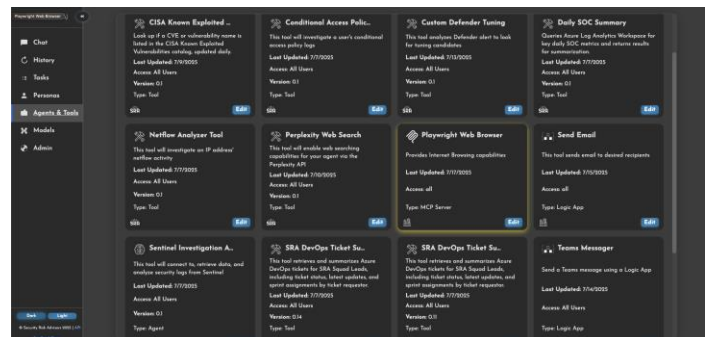 Playwright Web Browser
Chat
History
Tasks
Personas
Agents & Tools
Models
Admin
Dark
Light
CISA Known Exploited ...
Look up if a CVE or vulnerability name is
listed in the CISA Known Exploited
Vulnerabilities catalog, updated daily.
Last Updated: 7/9/2025
Access: All Users
Version: 0.1
Type: Tool
Edit
Conditional Access Polic...
This tool will investigate a user's conditional
access policy logs
Last Updated: 7/7/2025
Access: All Users
Version: 0.1
Type: Tool
Edit
Custom Defender Tuning
This tool analyzes Defender alert to look
for tuning candidates
Last Updated: 7/13/2025
Access: All Users
Version: 0.1
Type: Tool
Edit
Daily SOC Summary
Queries Azure Log Analytics Workspace for
key daily SOC metrics and returns results
for summarization.
Last Updated: 7/7/2025
Access: All Users
Version: 0.1
Type: Tool
Edit
Netflow Analyzer Tool
This tool will investigate an IP address'
netflow activity
Last Updated: 7/7/2025
Access: All Users
Version: 0.1
Type: Tool
Edit
Perplexity Web Search
This tool will enable web searching
capabilities for your agent via the
Perplexity API
Last Updated: 7/10/2025
Access: All Users
Version: 0.1
Type: Tool
Edit
Playwright Web Browser
Provides Internet Browsing capabilities
Last Updated: 7/17/2025
Access: all
Type: MCP Server
Edit
Send Email
This tool sends email to desired recipients
Last Updated: 7/15/2025
Access: all
Type: Logic App
Edit
Sentinel Investigation A..
This tool will connect to, retrieve data, and
analyze security logs from Sentinel
Last Updated: 7/7/2025
Access: All Users
Version: 0.1
Type: Agent
SRA DevOps Ticket Su..
This tool retrieves and summarizes Azure
DevOps tickets for SRA Squad Leads,
including ticket status, latest updates, and
sprint assignments by ticket requester.
Last Updated: 7/7/2025
Access: All Users
Version: 0.14
Type: Tool
SRA DevOps Ticket Su..
This tool retrieves and summarizes Azure
DevOps tickets for SRA Squad Leads,
including ticket status, latest updates, and
sprint assignments by ticket requester.
Last Updated: 7/7/2025
Access: All Users
Version: 0.11
Type: Tool
Teams Messager
Send a Teams message using a Logic App
Last Updated: 7/14/2025
Access: All Users
Type: Logic App